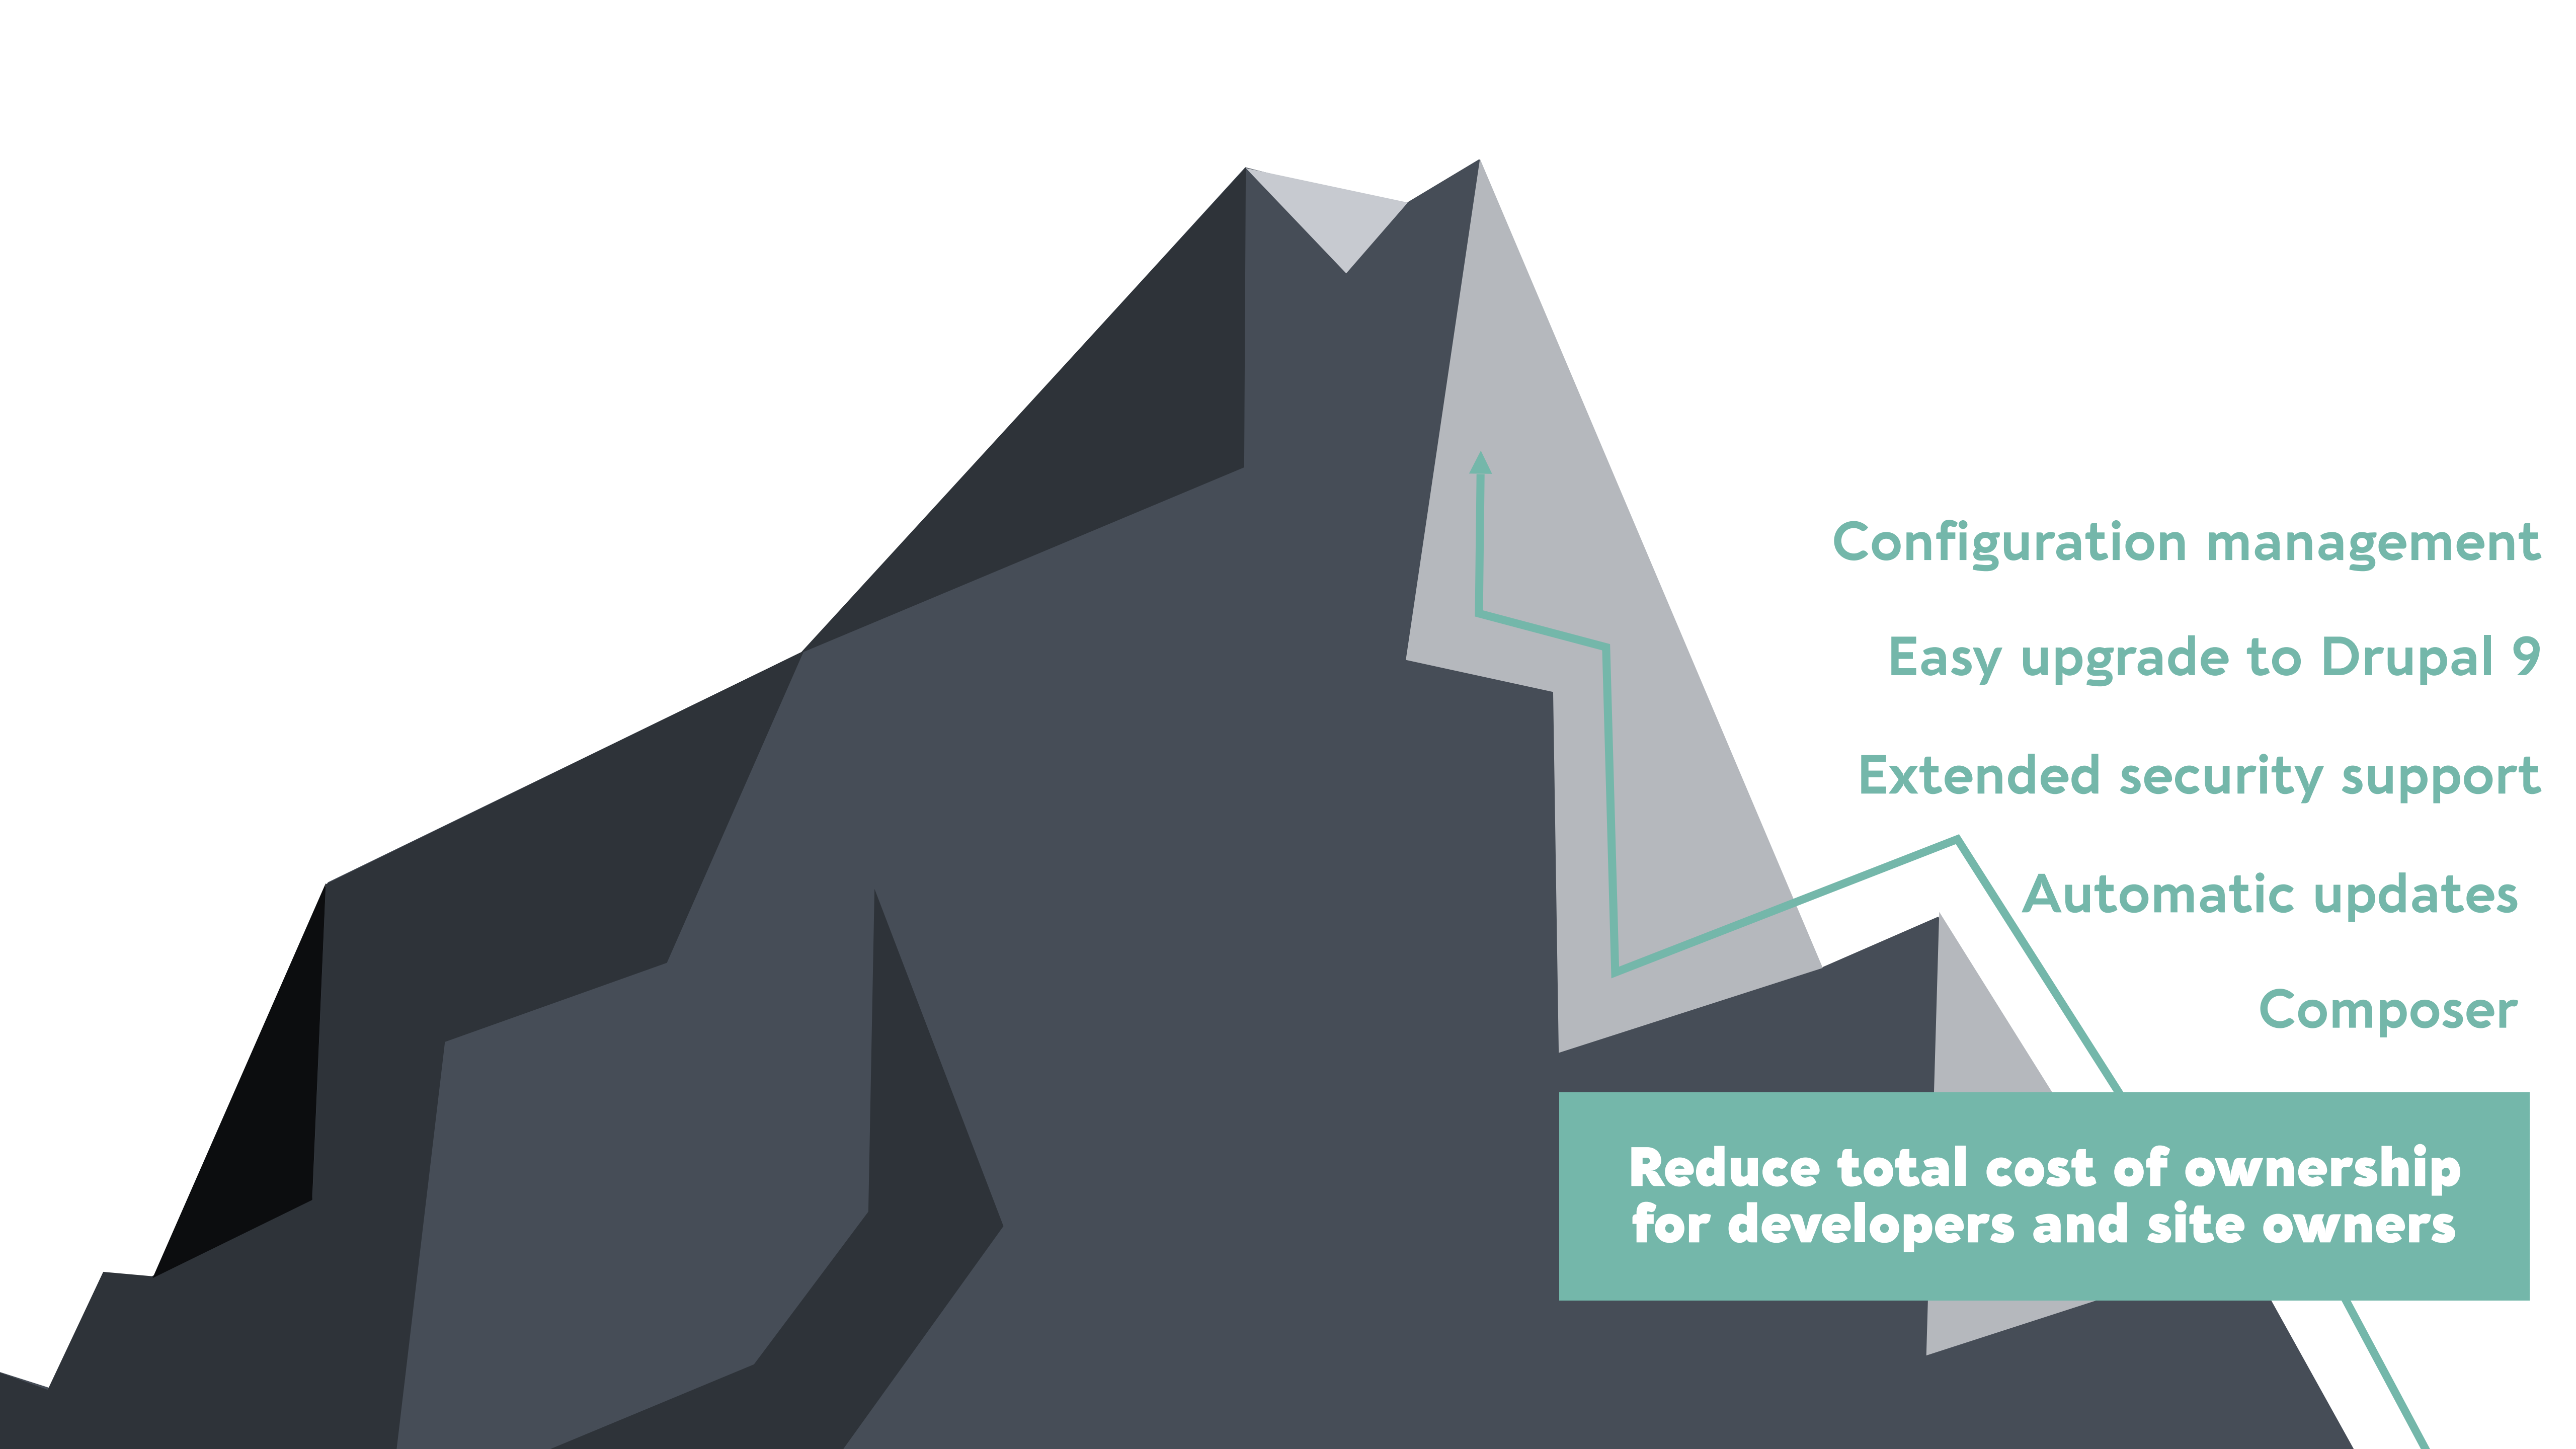 Configuration management
Easy upgrade to Drupal 9
Extended security support
Automatic updates
Composer
Reduce total cost of ownership
for developers and site owners